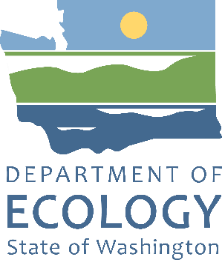 DEPARTMENT OF
ECOLOGY
State of Washington